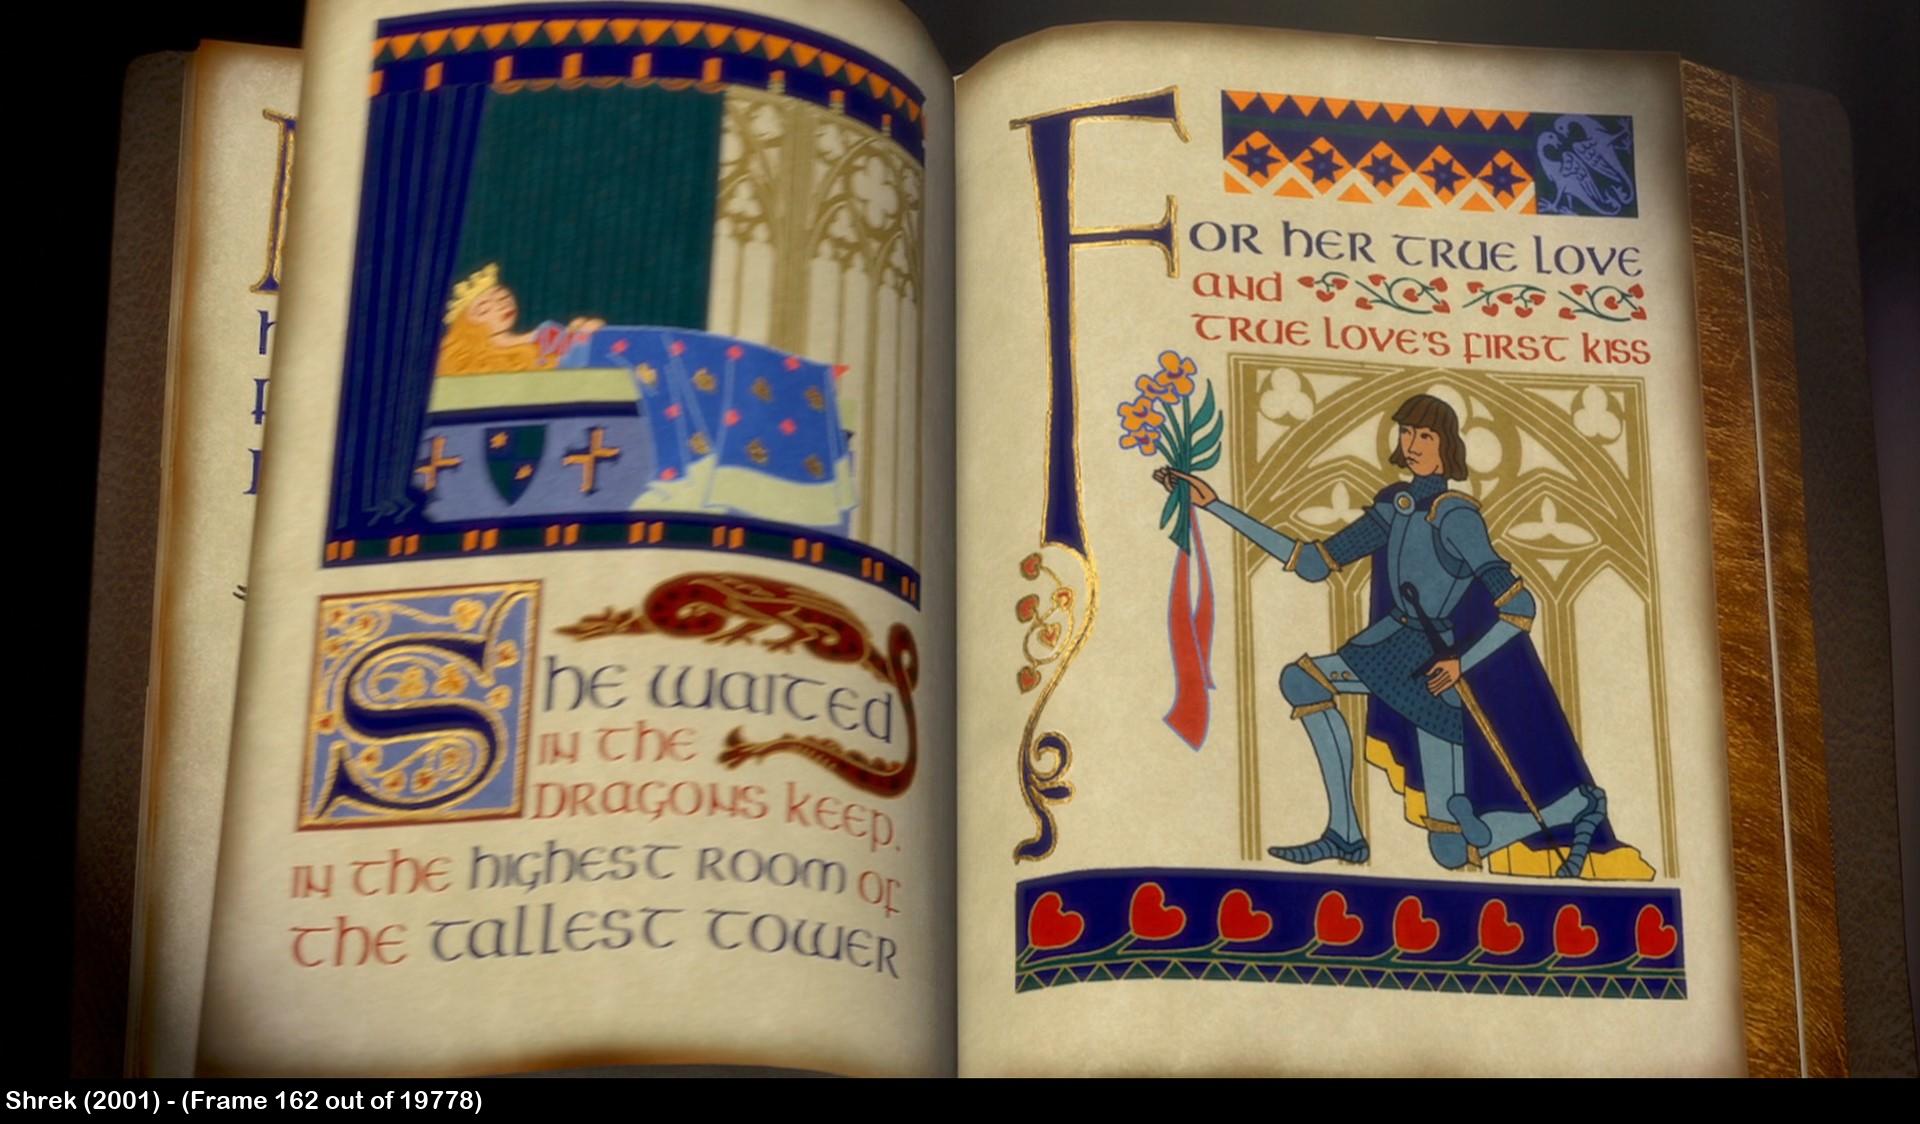 She waited
in the
dragons keep.
in the highest room of
the tallest tower
For her true love
and
true love's first kiss
Shrek (2001) - (Frame 162 out of 19778)